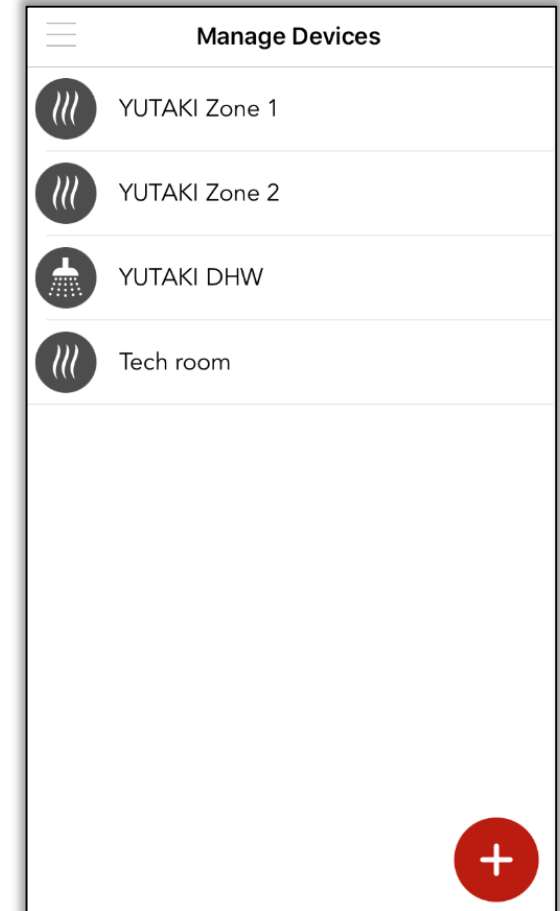 Manage Devices
YUTAKI Zone 1
YUTAKI Zone 2
YUTAKI DHW
Tech room